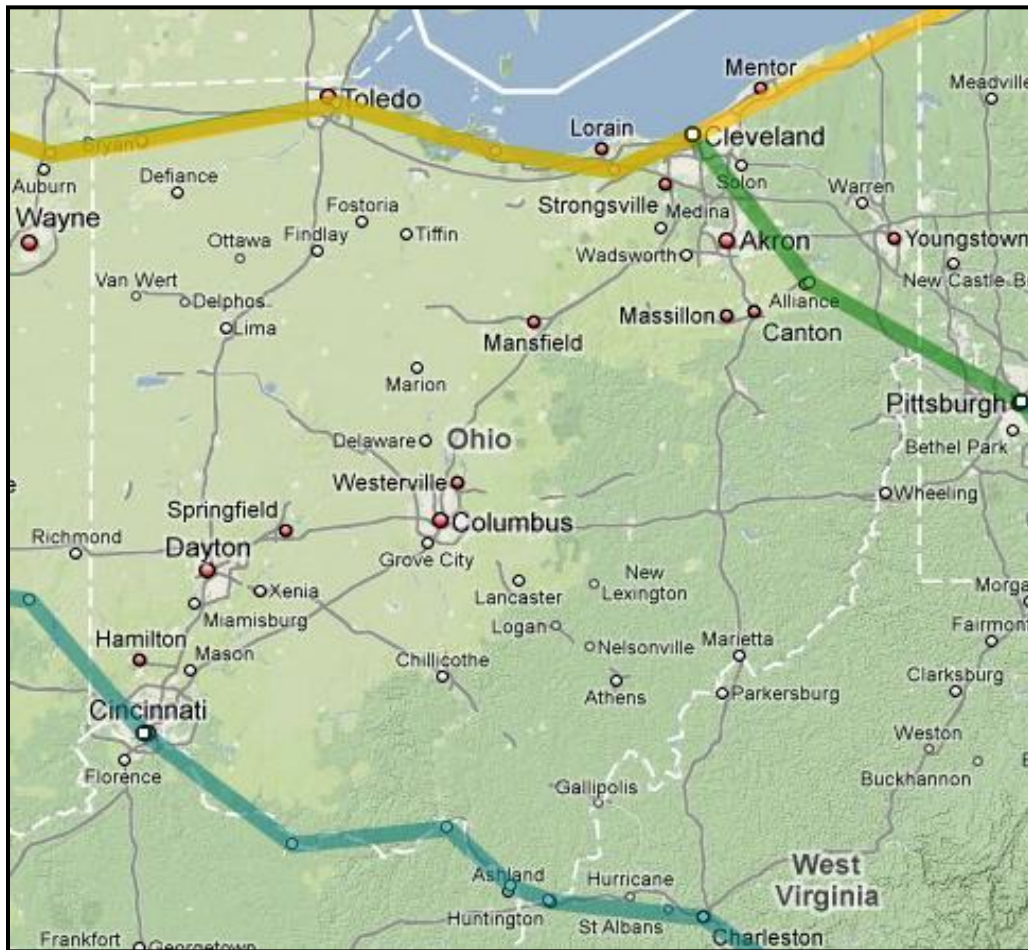 Mentor
Meadville
Toledo
Lorain
Cleveland
Bryan
Auburn
Defiance
Solon
Warren
Strongsville
Medina
Wayne
Fostoria
Ottawa
Findlay
Tiffin
Akron
Youngstown
Wadsworth
New Castle
Van Wert
Delphos
Alliance
Lima
Massillon
Canton
Mansfield
Marion
Pittsburgh
Delaware
Ohio
Bethel Park
Westerville
Wheeling
Springfield
Columbus
Richmond
Dayton
Grove City
New
Lexington
Xenia
Lancaster
Morga
Miamisburg
Logan
Fairmont
Hamilton
Nelsonville
Marietta
Mason
Chillicothe
Clarksburg
Athens
Parkersburg
Cincinnati
Weston
Florence
Buckhannon
Gallipolis
West
Virginia
Ashland
Hurricane
Huntington
St Albans
Charleston
Frankfort
Georgetown